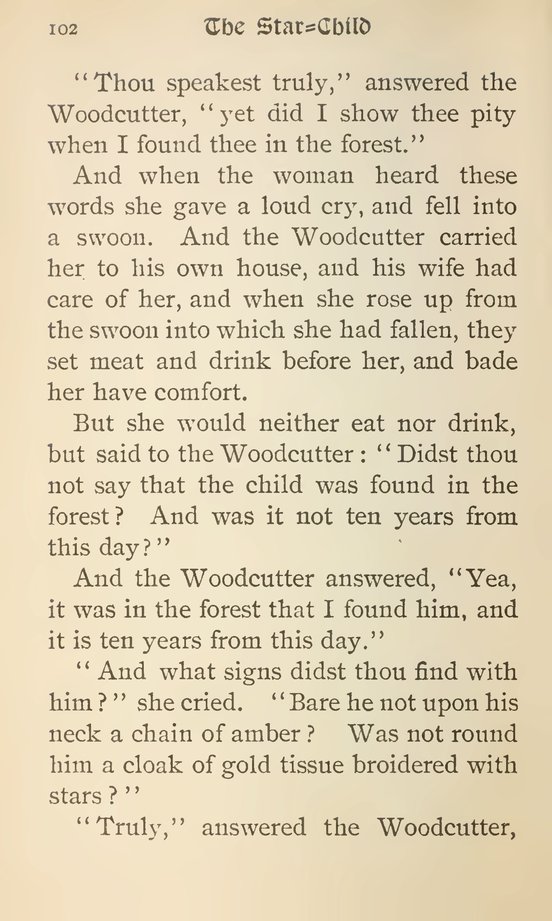 102 The Star=Child
"Thou speakest truly," answered the
Woodcutter, "yet did I show thee pity
when I found thee in the forest."
And when the woman heard these
words she gave a loud cry, and fell into
a swoon. And the Woodcutter carried
her to his own house, and his wife had
care of her, and when she rose up from
the swoon into which she had fallen, they
set meat and drink before her, and bade
her have comfort.
But she would neither eat nor drink,
but said to the Woodcutter: "Didst thou
not say that the child was found in the
forest? And was it not ten years from
this day?"
And the Woodcutter answered, "Yea,
it was in the forest that I found him, and
it is ten years from this day."
"And what signs didst thou find with
him?" she cried. "Bare he not upon his
neck a chain of amber? Was not round
him a cloak of gold tissue broidered with
stars?"
"Truly," answered the Woodcutter,